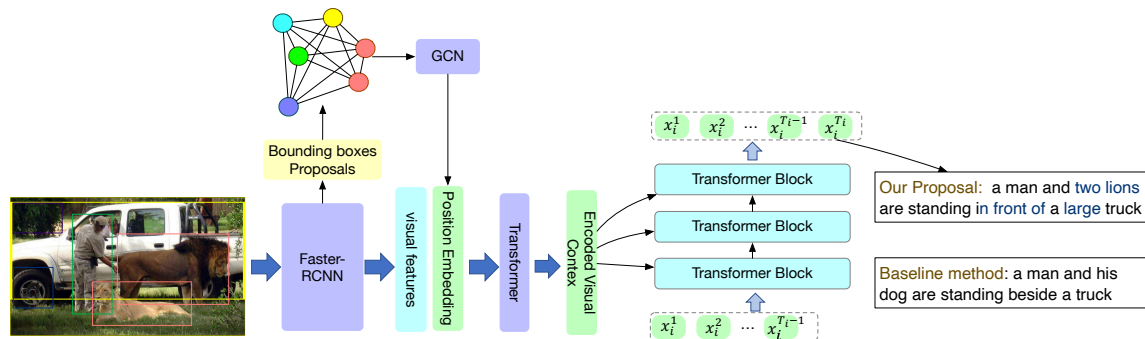 GCN
Bounding boxes
Proposals
Faster-
RCNN
visual features
Position Embedding
Transformer
Encoded Visual
Contex
x_i^1 x_i^2 ... x_i^{T_i-1} x_i^{T_i}
Transformer Block
Transformer Block
Transformer Block
x_i^1 x_i^2 ... x_i^{T_i-1}
Our Proposal: a man and two lions
are standing in front of a large truck
Baseline method: a man and his
dog are standing beside a truck